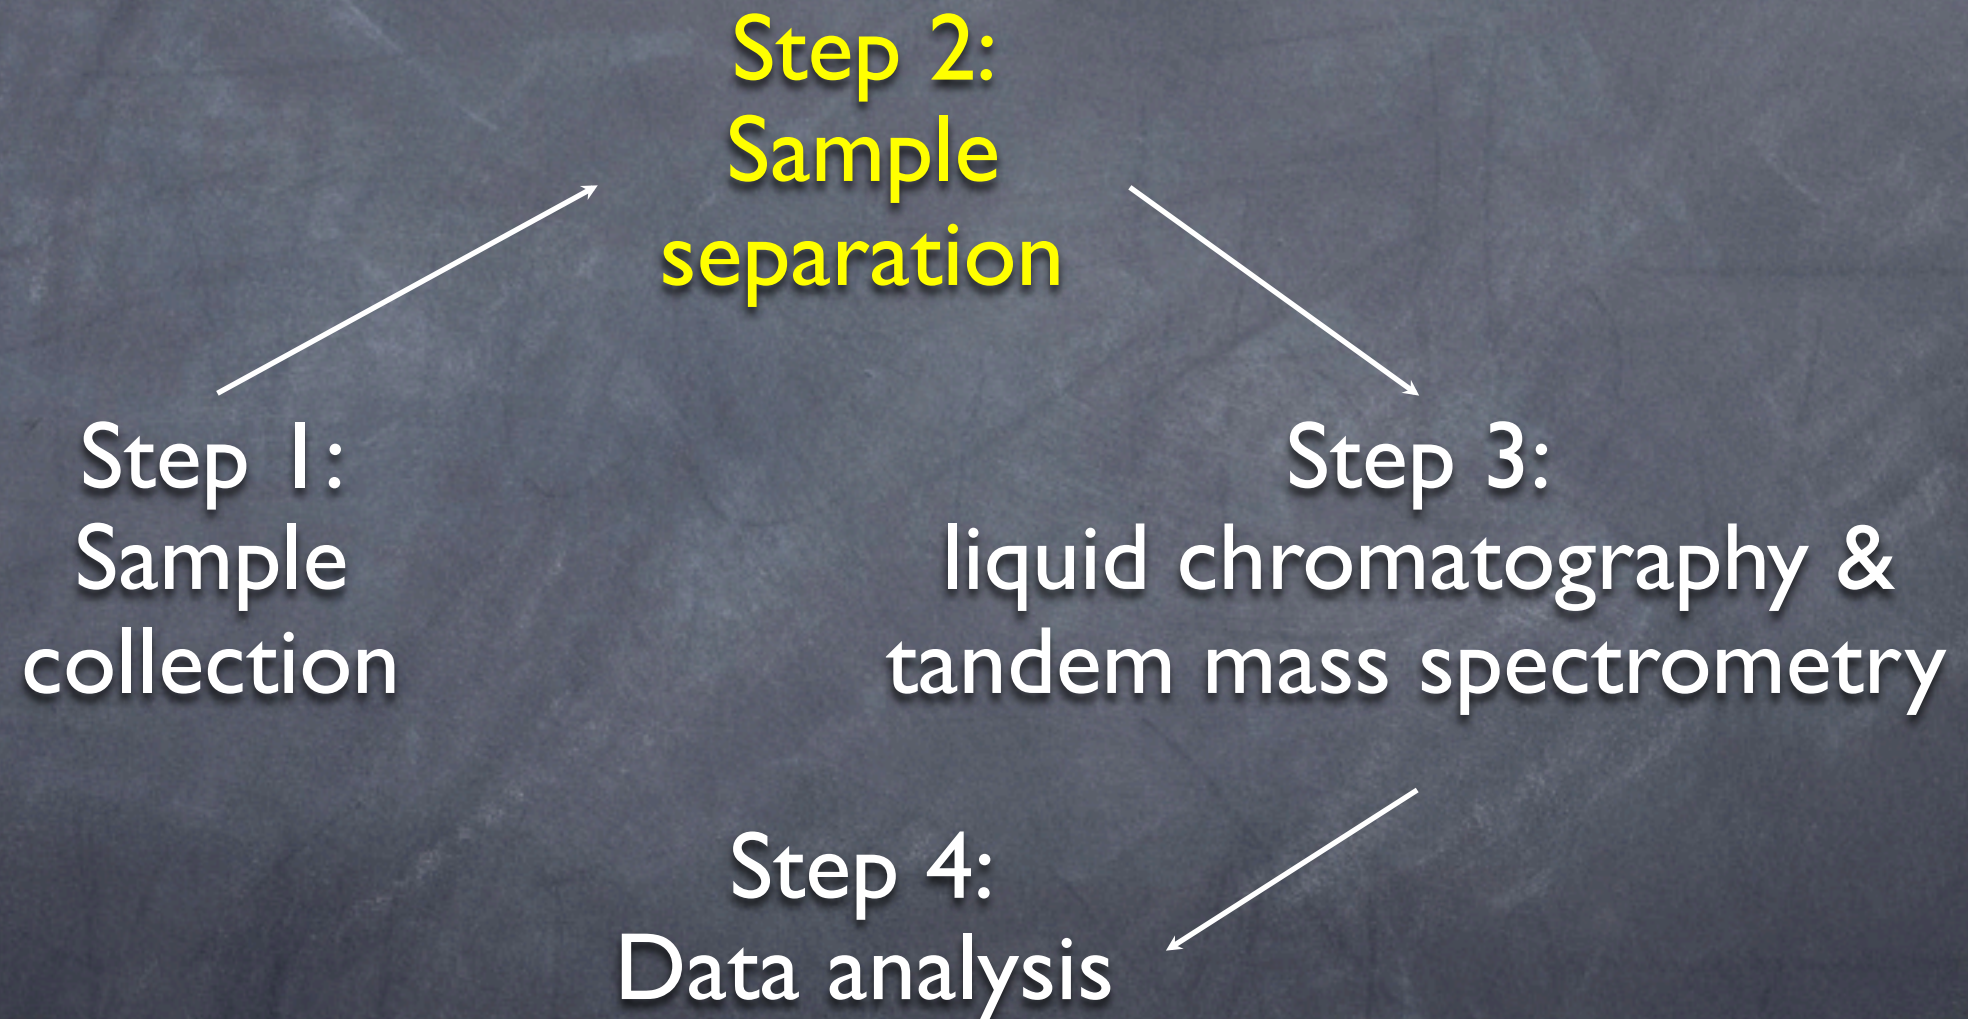 Step 2:
Sample
separation
Step 1:
Sample
collection
Step 3:
liquid chromatography &
tandem mass spectrometry
Step 4:
Data analysis